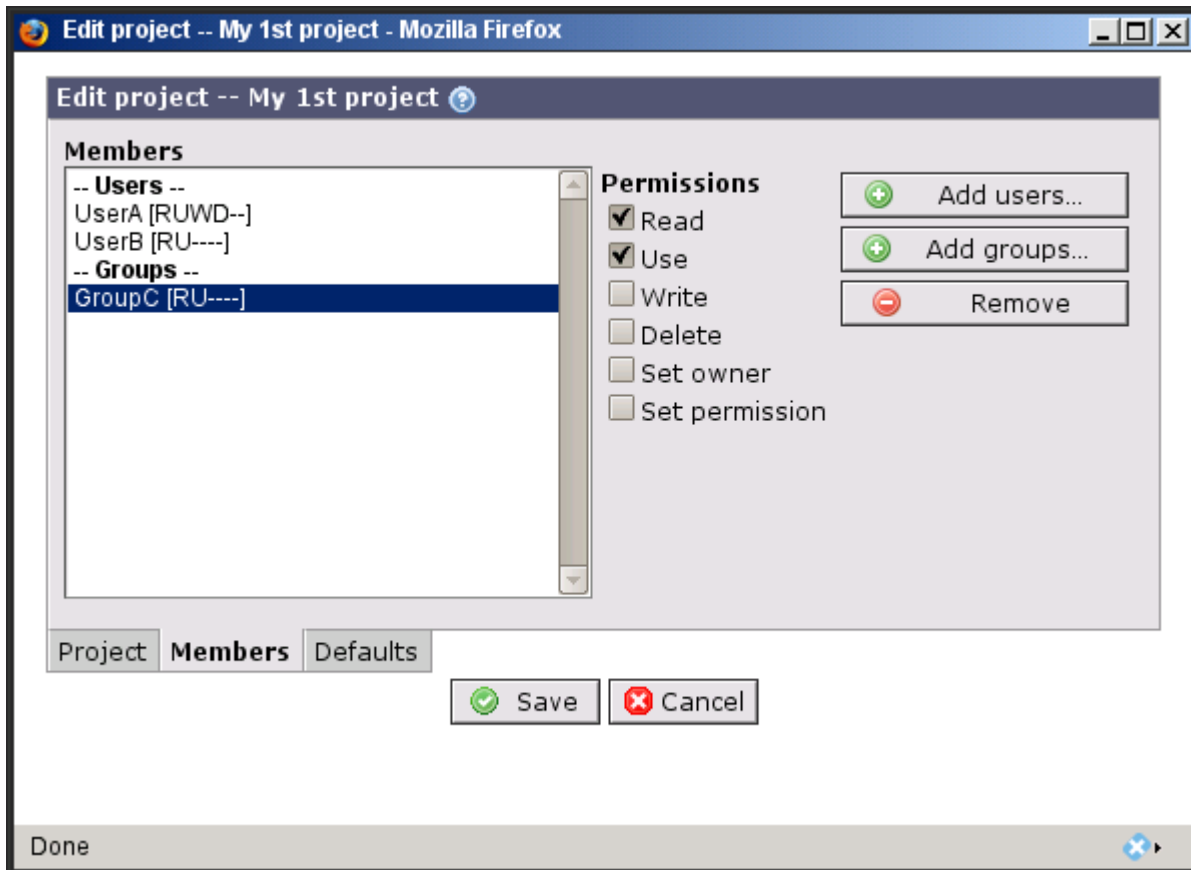 Edit project -- My 1st project - Mozilla Firefox
Edit project -- My 1st project
Members
-- Users --
UserA [RUWD--]
UserB [RU----]
-- Groups --
GroupC [RU----]
Permissions
Read
Use
Write
Delete
Set owner
Set permission
Add users...
Add groups...
Remove
Project
Members
Defaults
Save
Cancel
Done